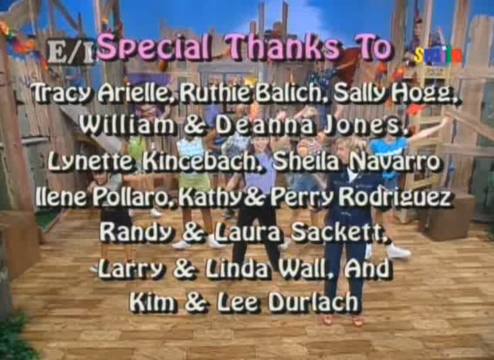 E/I
Special Thanks To
Sprout
Tracy Arielle, Ruthie Balich, Sally Hogg,
William & Deanna Jones,
Lynette Kincebach, Sheila Navarro
Ilene Pollaro, Kathy & Perry Rodriguez
Randy & Laura Sackett,
Larry & Linda Wall, And
Kim & Lee Durlach